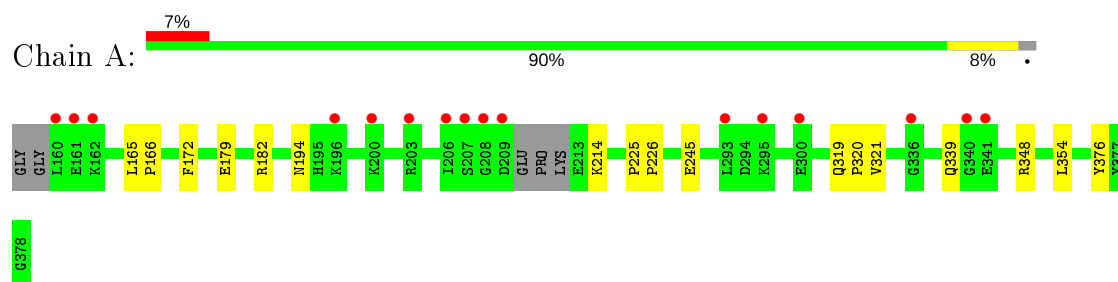 7%
Chain A:
90% 8% •
GLY GLY L160 E161 K162 L165 P166 F172 E179 R182 N194 H195 K196 K200 R203 I206 S207 G208 D209 GLU PRO LYS E213 K214 P225 P226 E245 L293 D294 K295 E300 Q319 P320 V321 G336 Q339 G340 E341 R348 L354 Y376 Y377
G378